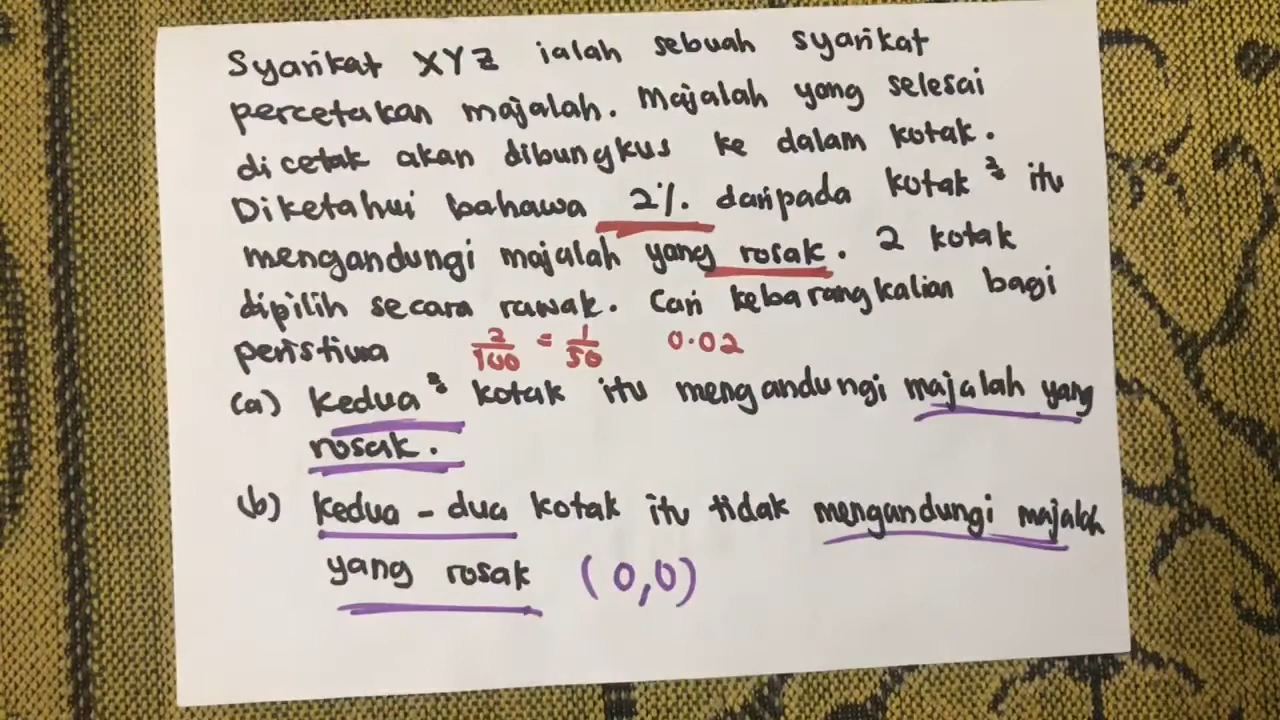 Syarikat XYZ ialah sebuah syarikat
percetakan majalah. Majalah yang selesai
dicetak akan dibungkus ke dalam kotak.
Diketahui bahawa 2% daripada kotak² itu
mengandungi majalah yang rosak. 2 kotak
dipilih secara rawak. Cari kebarangkalian bagi
peristiwa 2/100 = 1/50 0.02
(a) Kedua² kotak itu mengandungi majalah yang
rosak.
(b) Kedua-dua kotak itu tidak mengandungi majalah
yang rosak (0,0)